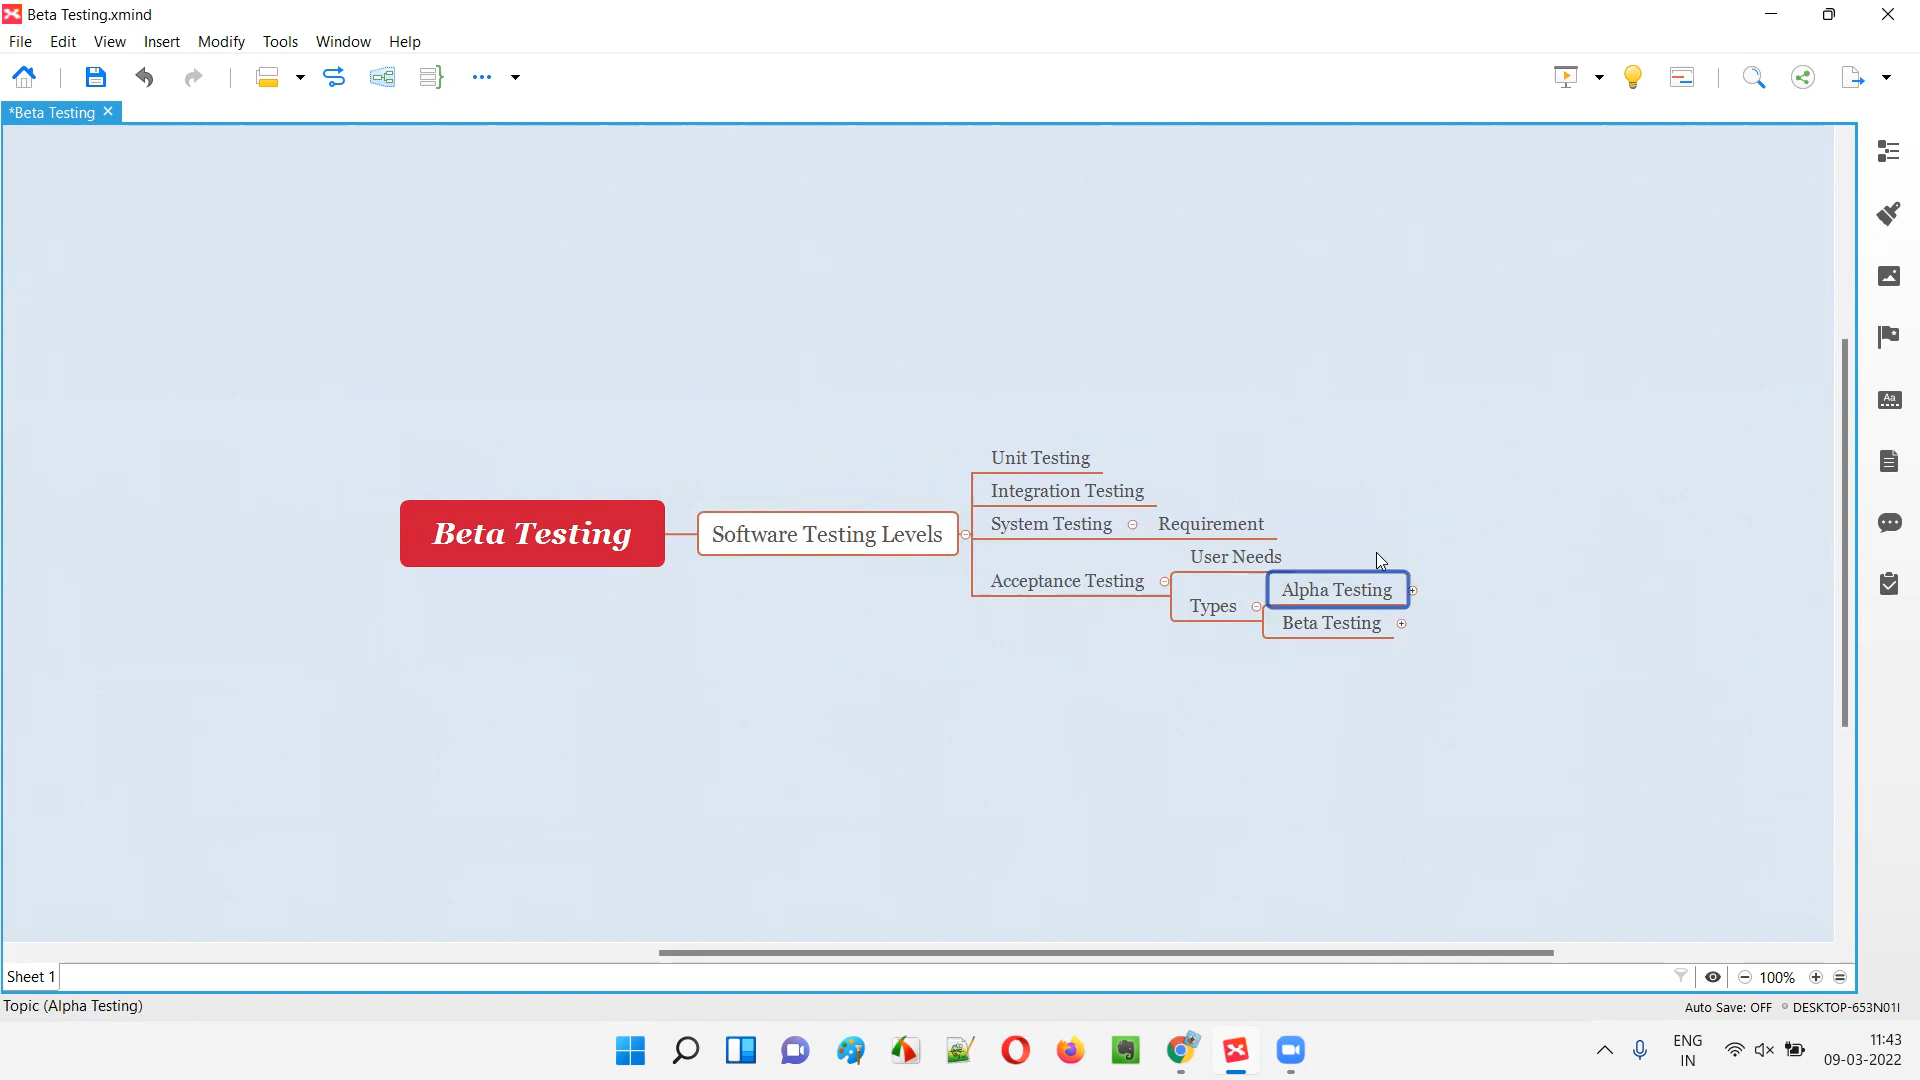 Beta Testing.xmind
File Edit View Insert Modify Tools Window Help
*Beta Testing
Unit Testing
Integration Testing
System Testing Requirement
User Needs
Beta Testing Software Testing Levels
Acceptance Testing
Alpha Testing
Types
Beta Testing
Aa
Sheet 1 100%
Topic (Alpha Testing) Auto Save: OFF DESKTOP-653N01I
ENG 11:43
IN 09-03-2022